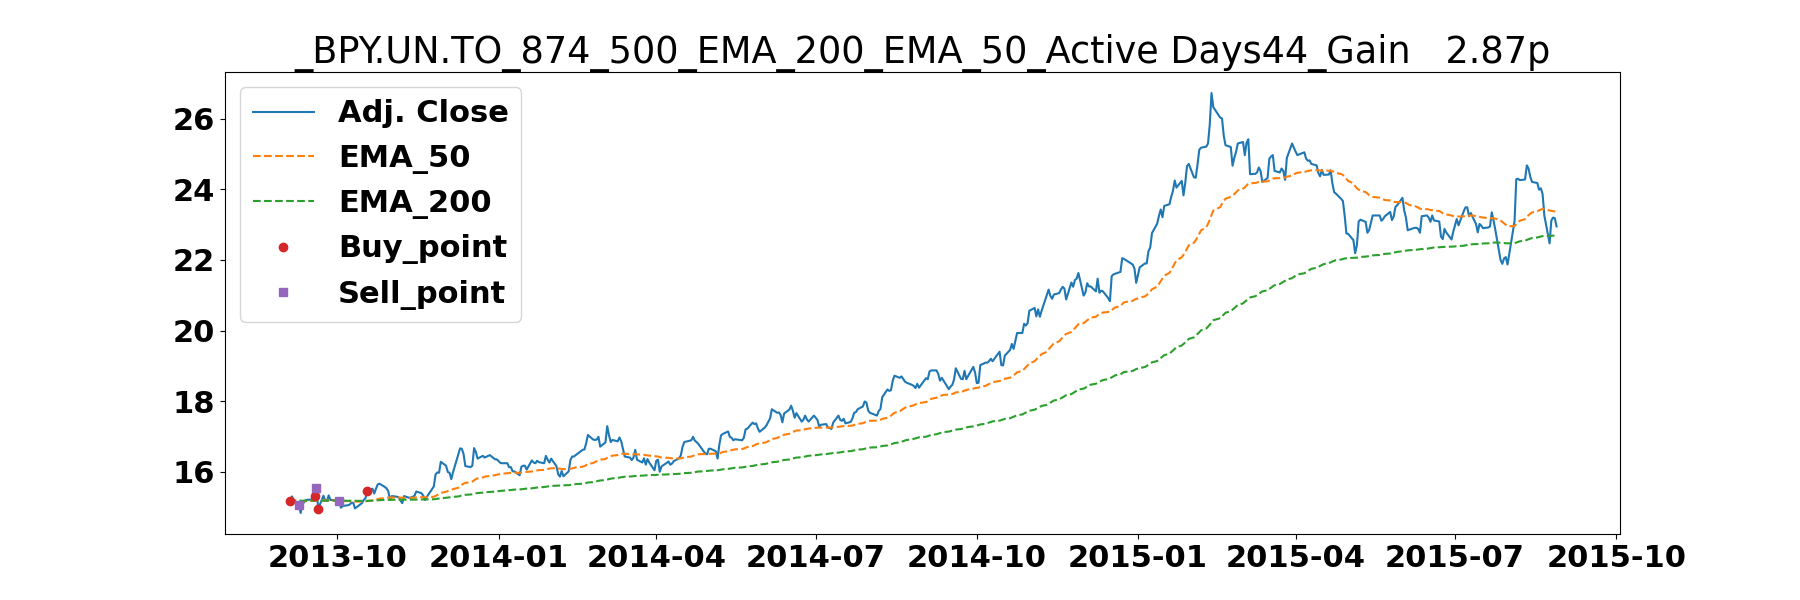 _BPY.UN.TO_874_500_EMA_200_EMA_50_Active Days44_Gain   2.87p
Adj. Close
EMA_50
EMA_200
Buy_point
Sell_point
26
24
22
20
18
16
2013-10 2014-01 2014-04 2014-07 2014-10 2015-01 2015-04 2015-07 2015-10